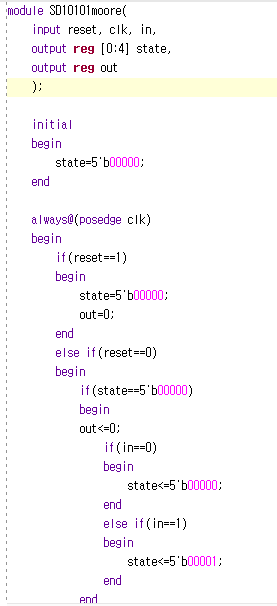 module SD10101moore(
input reset, clk, in,
output reg [0:4] state,
output reg out
);
initial
begin
state=5'b00000;
end
always@(posedge clk)
begin
if(reset==1)
begin
state=5'b00000;
out=0;
end
else if(reset==0)
begin
if(state==5'b00000)
begin
out<=0;
if(in==0)
begin
state<=5'b00000;
end
else if(in==1)
begin
state<=5'b00001;
end
end